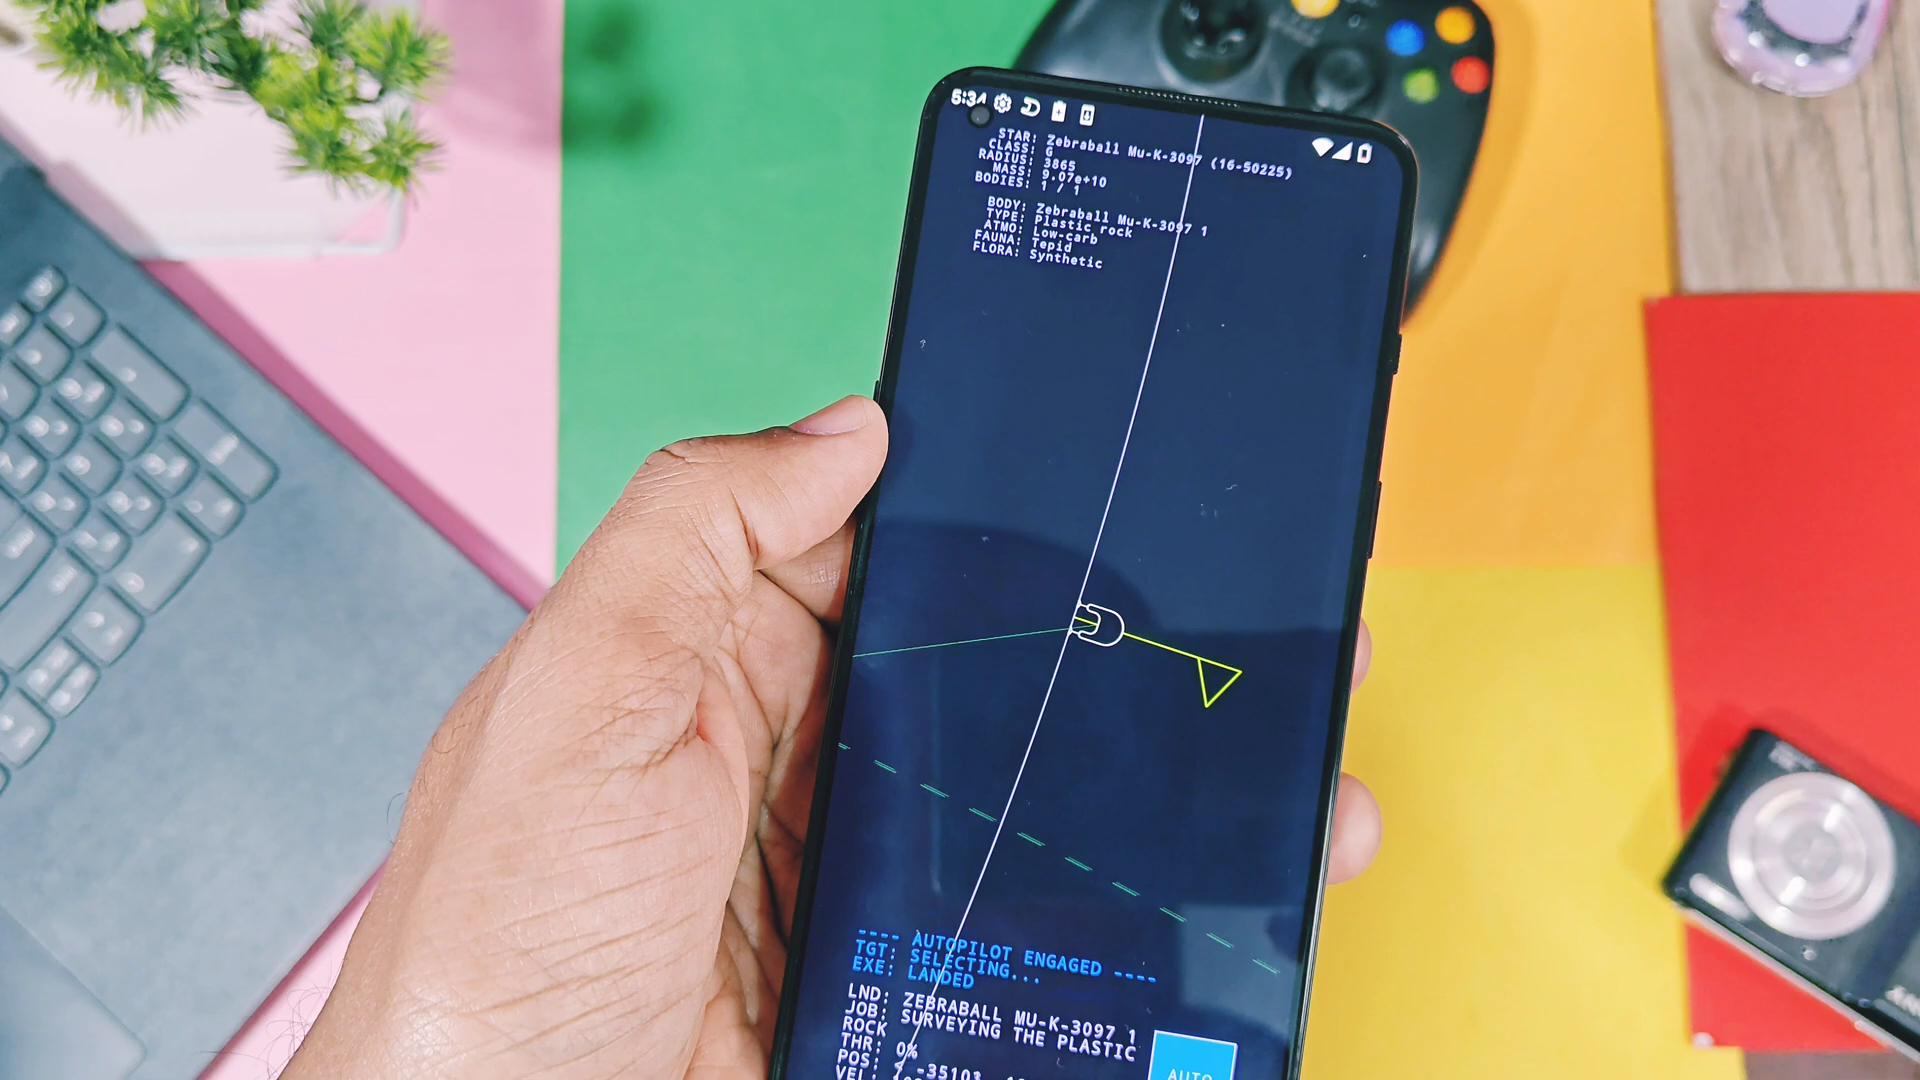 5:34
STAR: Zebraball Mu-K-3097 (16-50225)
CLASS: G
RADIUS: 3865
MASS: 9.07e+10
BODIES: 1 / 1
BODY: Zebraball Mu-K-3097 1
TYPE: Plastic rock
ATMO: Low-carb
FAUNA: Tepid
FLORA: Synthetic
---- AUTOPILOT ENGAGED ----
TGT: SELECTING...
EXE: LANDED
LND: ZEBRABALL MU-K-3097 1
JOB: SURVEYING THE PLASTIC
ROCK
THR: 0%
POS: -35103
VEL:
AUTO